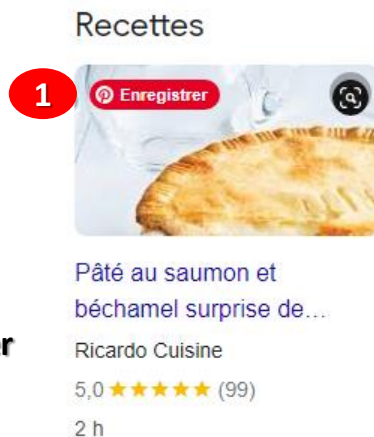 Recettes
1
Enregistrer
Pâté au saumon et
béchamel surprise de...
Ricardo Cuisine
5,0 ★★★★★ (99)
2 h